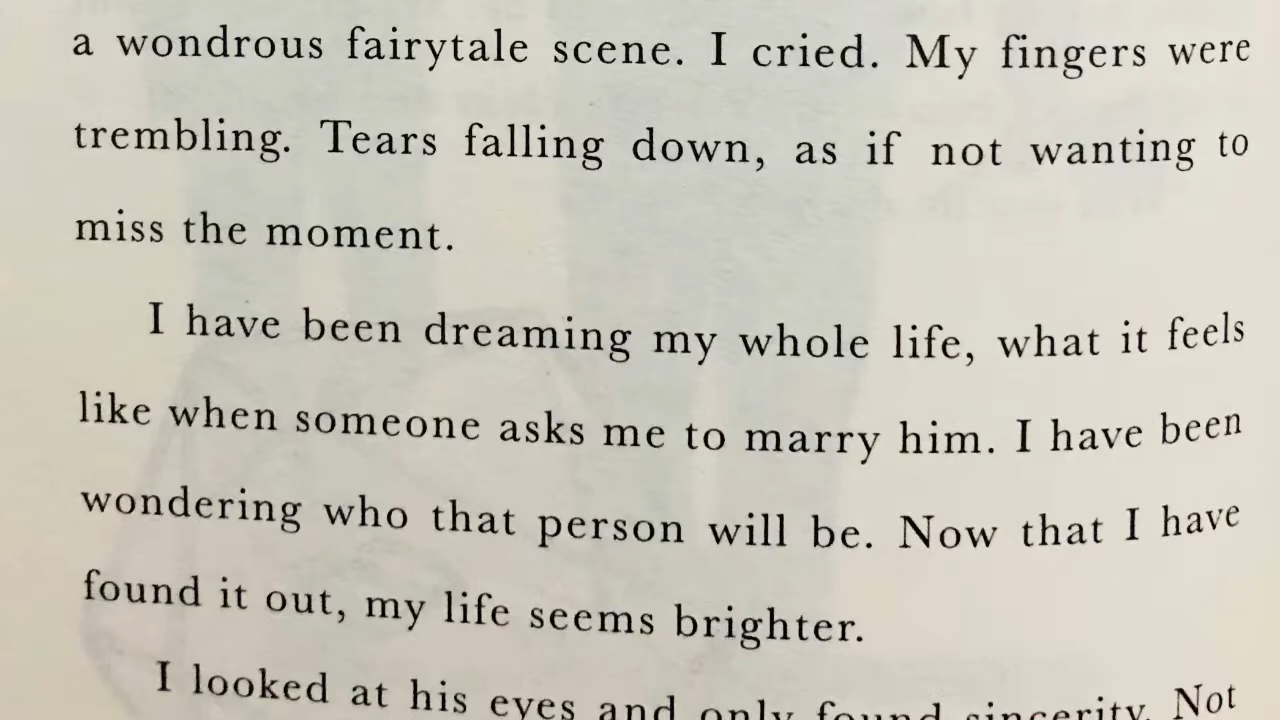 a wondrous fairytale scene. I cried. My fingers were
trembling. Tears falling down, as if not wanting to
miss the moment.
I have been dreaming my whole life, what it feels
like when someone asks me to marry him. I have been
wondering who that person will be. Now that I have
found it out, my life seems brighter.
I looked at his eyes and only found sincerity. Not